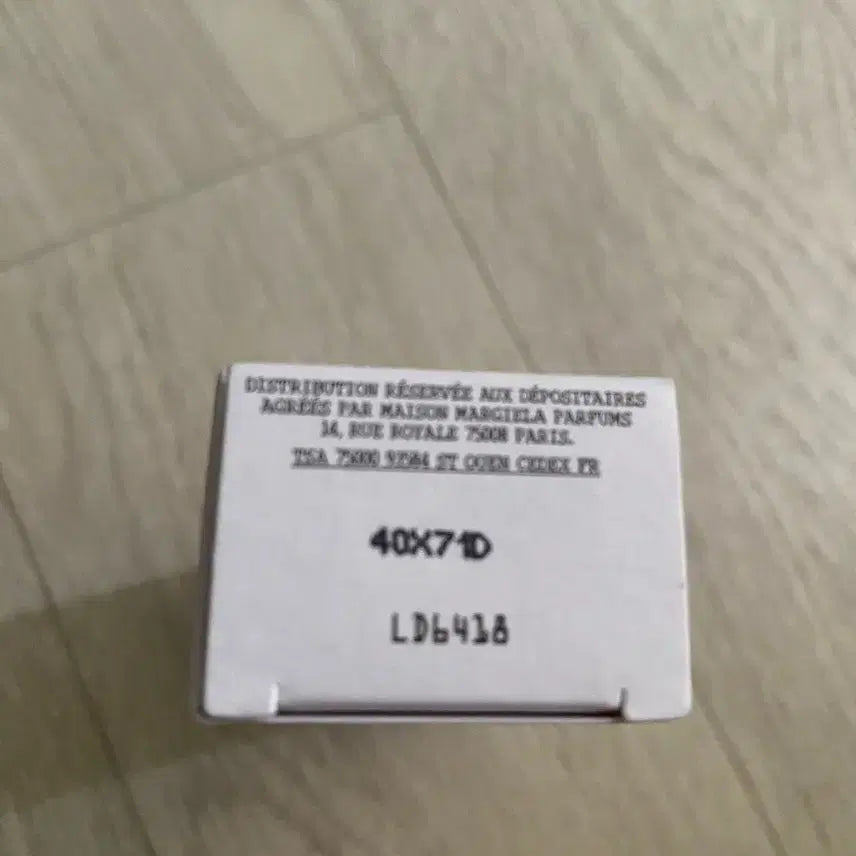 DISTRIBUTION RÉSERVÉE AUX DÉPOSITAIRES
AGRÉÉS PAR MAISON MARGIELA PARFUMS
14, RUE ROYALE 75008 PARIS.
TSA 75000 93584 ST OUEN CEDEX FR
40X71D
LD6418